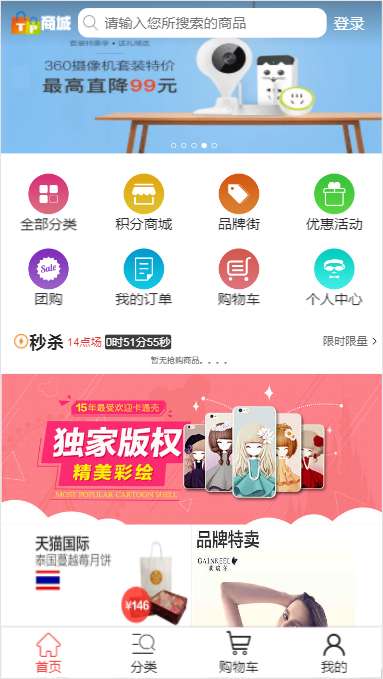 TP商城
请输入您所搜索的商品
登录
360摄像机套装特价
最高直降99元
全部分类
积分商城
品牌街
优惠活动
Sale
团购
我的订单
购物车
个人中心
秒杀 14点场 0时51分55秒
限时限量 >
暂无抢购商品。。。。
15年最受欢迎卡通壳
独家版权
精美彩绘
MOST POPULAR CARTOON SHELL
天猫国际
泰国蔓越莓月饼
¥146
品牌特卖
GAINREEL
首页
分类
购物车
我的